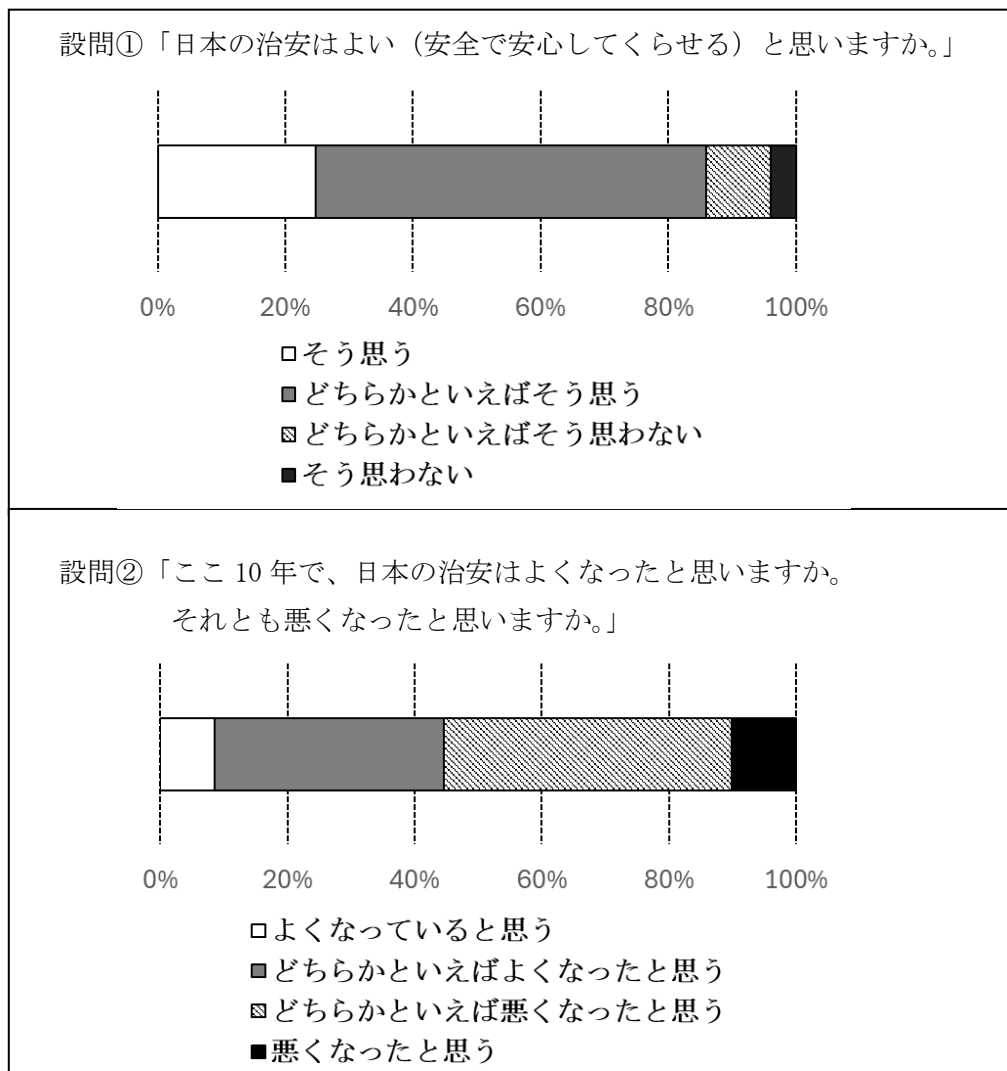 設問①「日本の治安はよい（安全で安心してくらせる）と思いますか。」
0% 20% 40% 60% 80% 100%
そう思う
どちらかといえばそう思う
どちらかといえばそう思わない
そう思わない
設問②「ここ 10 年で、日本の治安はよくなったと思いますか。
それとも悪くなったと思いますか。」
0% 20% 40% 60% 80% 100%
よくなっていると思う
どちらかといえばよくなったと思う
どちらかといえば悪くなったと思う
悪くなったと思う